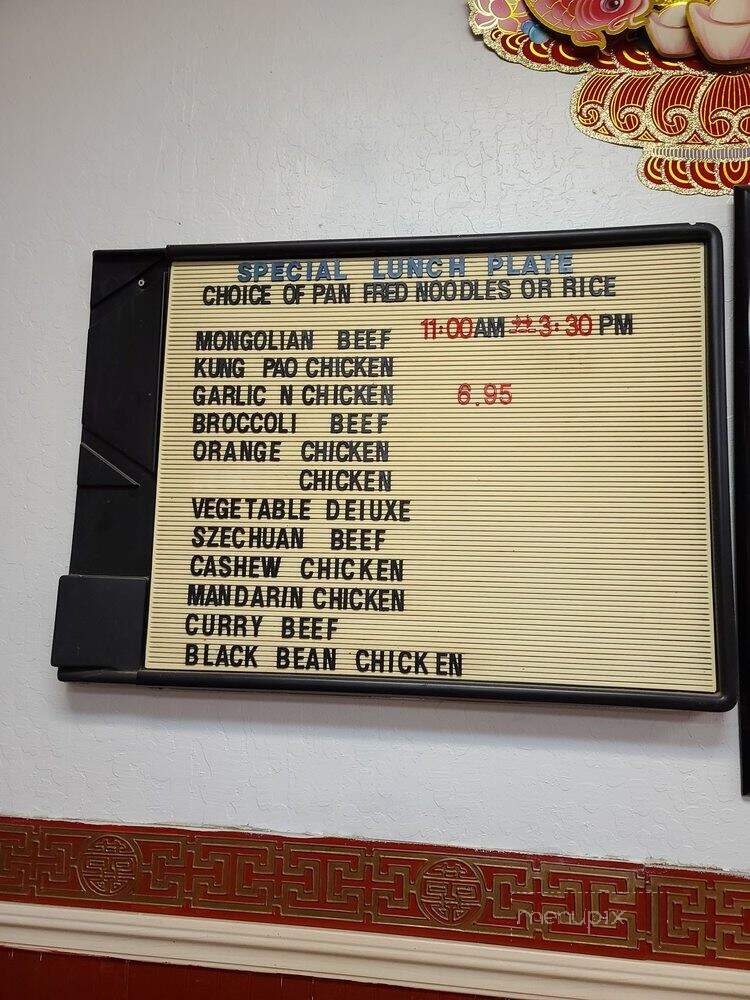 SPECIAL LUNCH PLATE
CHOICE OF PAN FRED NOODLES OR RICE
11:00AM 3:30 PM
MONGOLIAN BEEF
KUNG PAO CHICKEN
GARLIC N CHICKEN 6.95
BROCCOLI BEEF
ORANGE CHICKEN
CHICKEN
VEGETABLE DEIUXE
SZECHUAN BEEF
CASHEW CHICKEN
MANDARIN CHICKEN
CURRY BEEF
BLACK BEAN CHICKEN
menupix